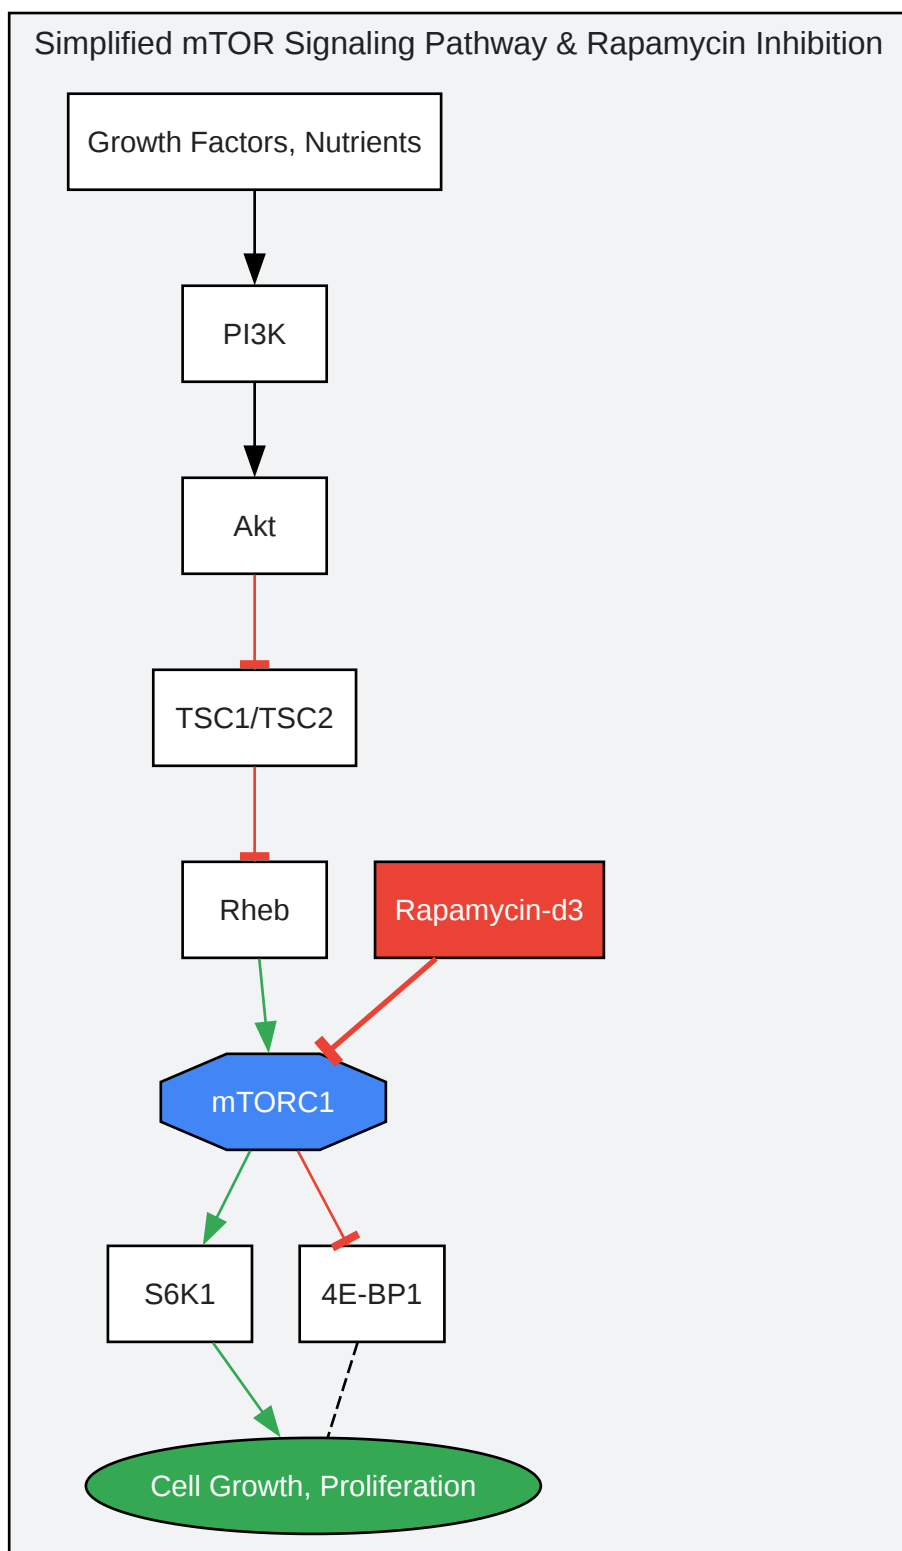 Simplified mTOR Signaling Pathway & Rapamycin Inhibition
Growth Factors, Nutrients
PI3K
Akt
TSC1/TSC2
Rheb
Rapamycin-d3
mTORC1
S6K1
4E-BP1
Cell Growth, Proliferation